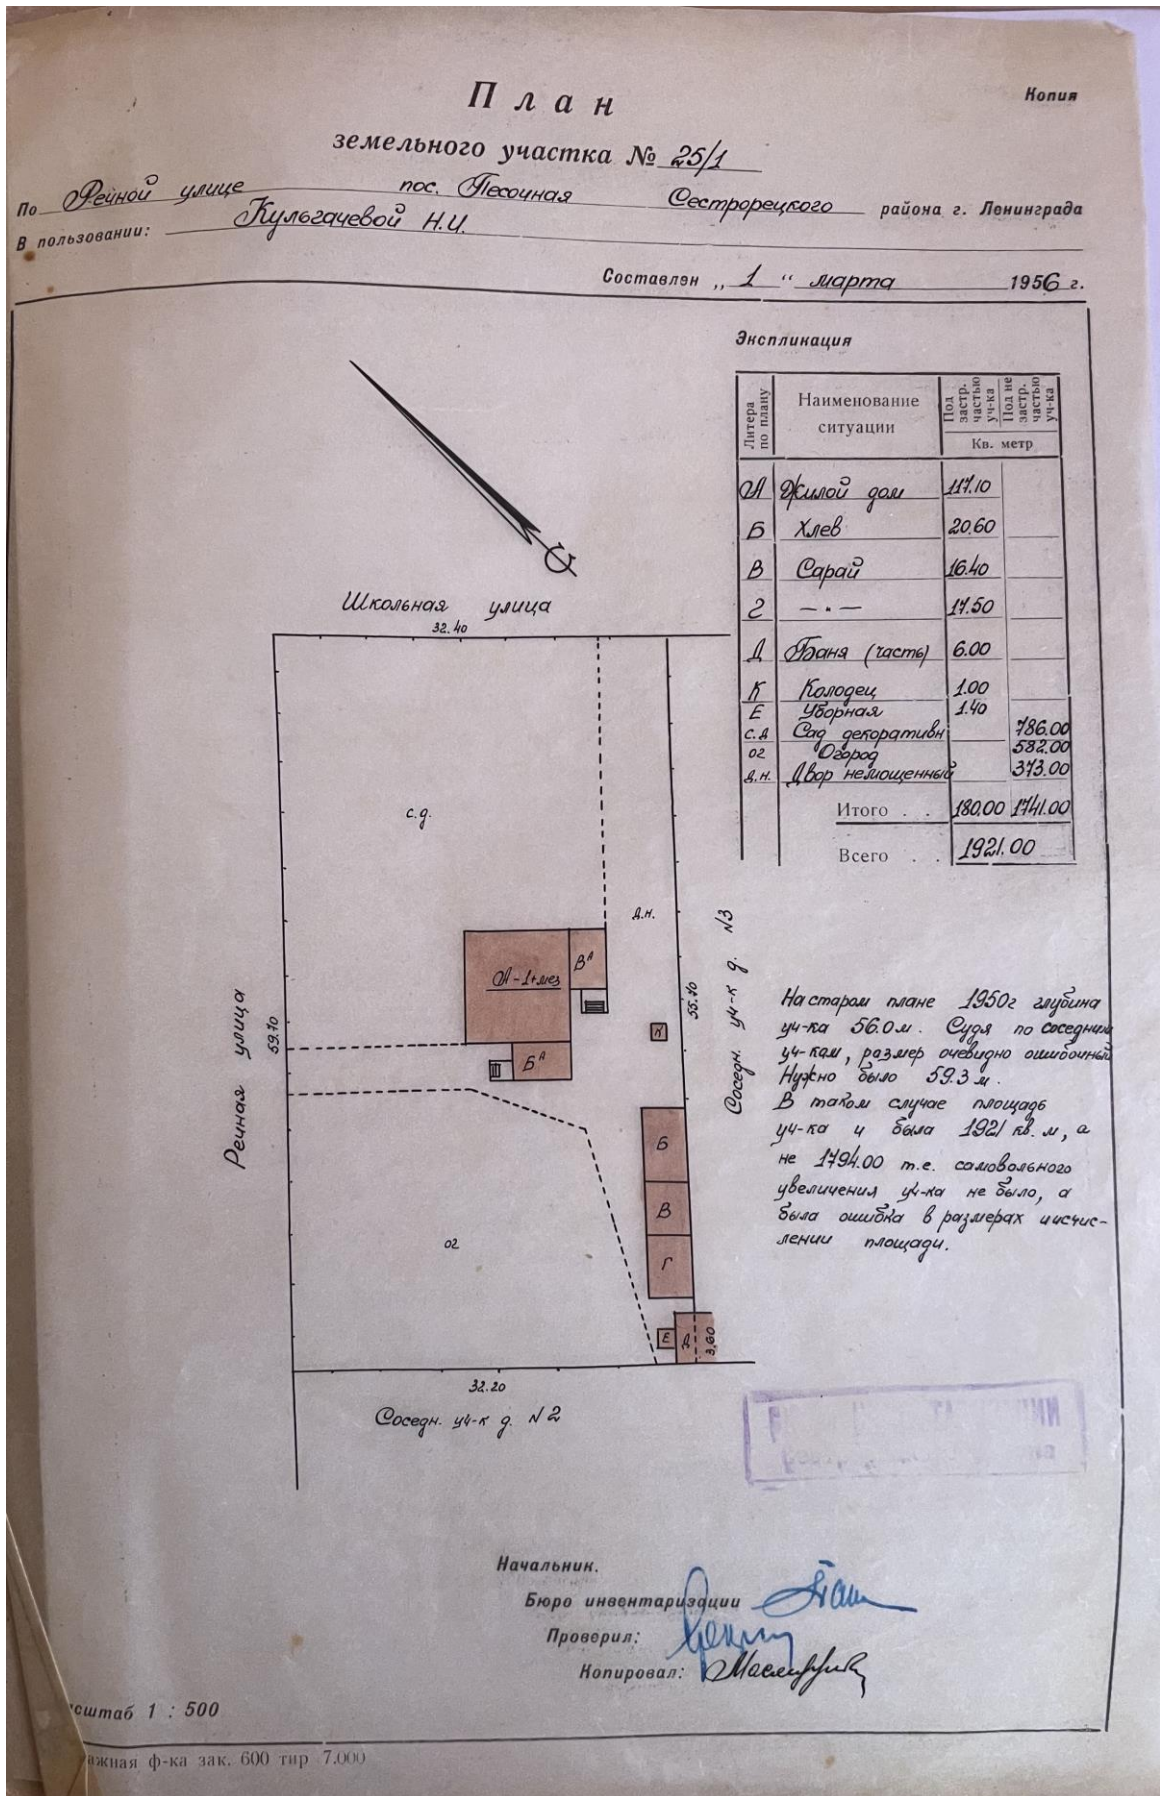 План
Копия
земельного участка № 25/1
По Речной улице пос. Песочная Сестрорецкого района г. Ленинграда
В пользовании: Кульгачевой Н.И.
Составлен „ 1 “ марта 1956 г.
Экспликация
Литера по плану
Наименование ситуации
Под застр. частью уч-ка
Под не застр. частью уч-ка
Кв. метр
А Жилой дом 117.10
Б Хлев 20.60
В Сарай 16.40
Г —"— 17.50
Д Баня (часть) 6.00
К Колодец 1.00
Е Уборная 1.40
с.д Сад декоративн 786.00
ог Огород 582.00
д.н. Двор немощенный 373.00
Итого . . 180.00 1741.00
Всего . . 1921.00
С
Школьная улица
32.40
с.д.
д.н.
А-1+мез
Вᴬ
Бᴬ
К
Речная улица
59.70
55.70
Соседн. уч-к д. №3
Б
В
Г
Е
Д
3.60
ог
32.20
Соседн. уч-к д. №2
На старом плане 1950г глубина
уч-ка 56.0 м. Судя по соседним
уч-кам, размер очевидно ошибочный
Нужно было 59.3 м.
В таком случае площадь
уч-ка и была 1921 кв. м, а
не 1794.00 т.е. самовольного
увеличения уч-ка не было, а
была ошибка в размерах иисчис-
лении площади.
Начальник.
Бюро инвентаризации
Проверил:
Копировал:
сштаб 1 : 500
ажная ф-ка зак. 600 тир 7.000